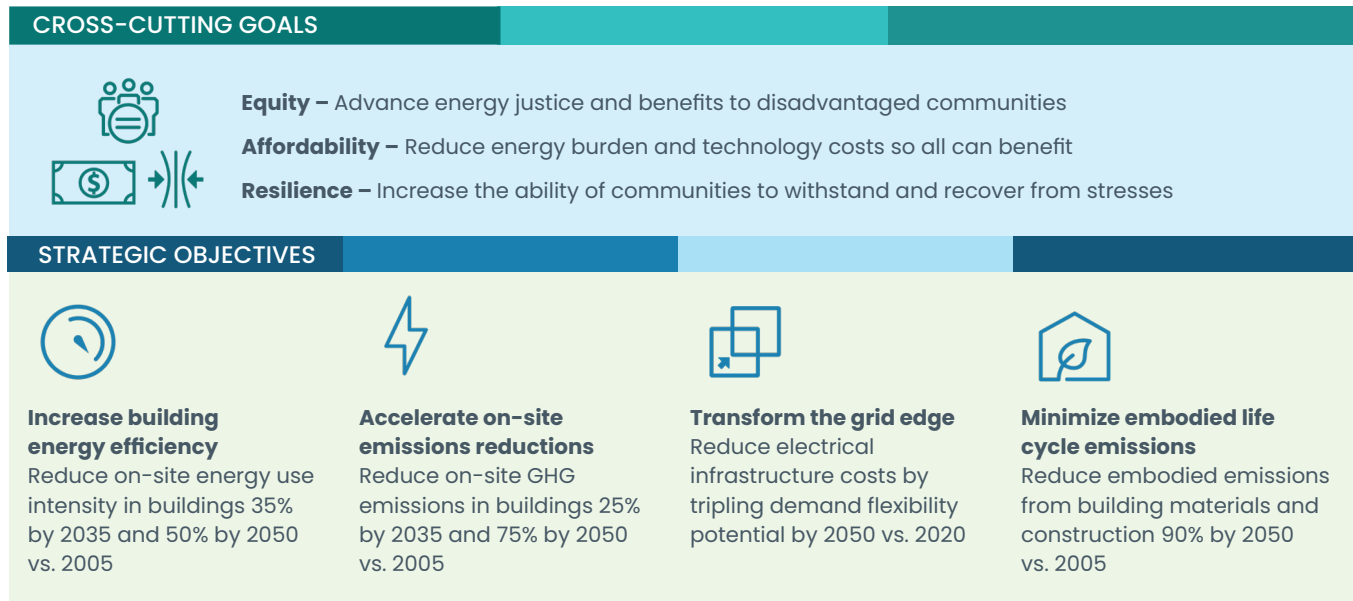 CROSS-CUTTING GOALS
Equity – Advance energy justice and benefits to disadvantaged communities
Affordability – Reduce energy burden and technology costs so all can benefit
$
Resilience – Increase the ability of communities to withstand and recover from stresses
STRATEGIC OBJECTIVES
Increase building
energy efficiency
Reduce on-site energy use
intensity in buildings 35%
by 2035 and 50% by 2050
vs. 2005
Accelerate on-site
emissions reductions
Reduce on-site GHG
emissions in buildings 25%
by 2035 and 75% by 2050
vs. 2005
Transform the grid edge
Reduce electrical
infrastructure costs by
tripling demand flexibility
potential by 2050 vs. 2020
Minimize embodied life
cycle emissions
Reduce embodied emissions
from building materials and
construction 90% by 2050
vs. 2005